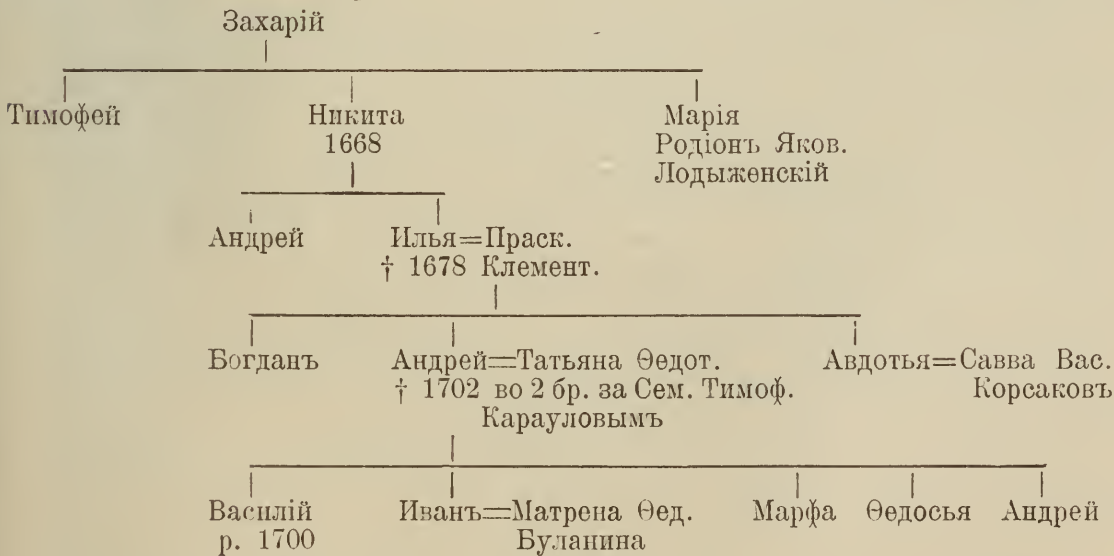 Захарій
Тимофей Никита Марія
1668 Родіонъ Яков.
Лодыженскій
Андрей Илья=Праск.
† 1678 Клемент.
Богданъ Андрей=Татьяна Ѳедот. Авдотья=Савва Вас.
† 1702 во 2 бр. за Сем. Тимоф. Корсаковъ
Карауловымъ
Василій Иванъ=Матрена Ѳед. Марфа Ѳедосья Андрей
р. 1700 Буланина